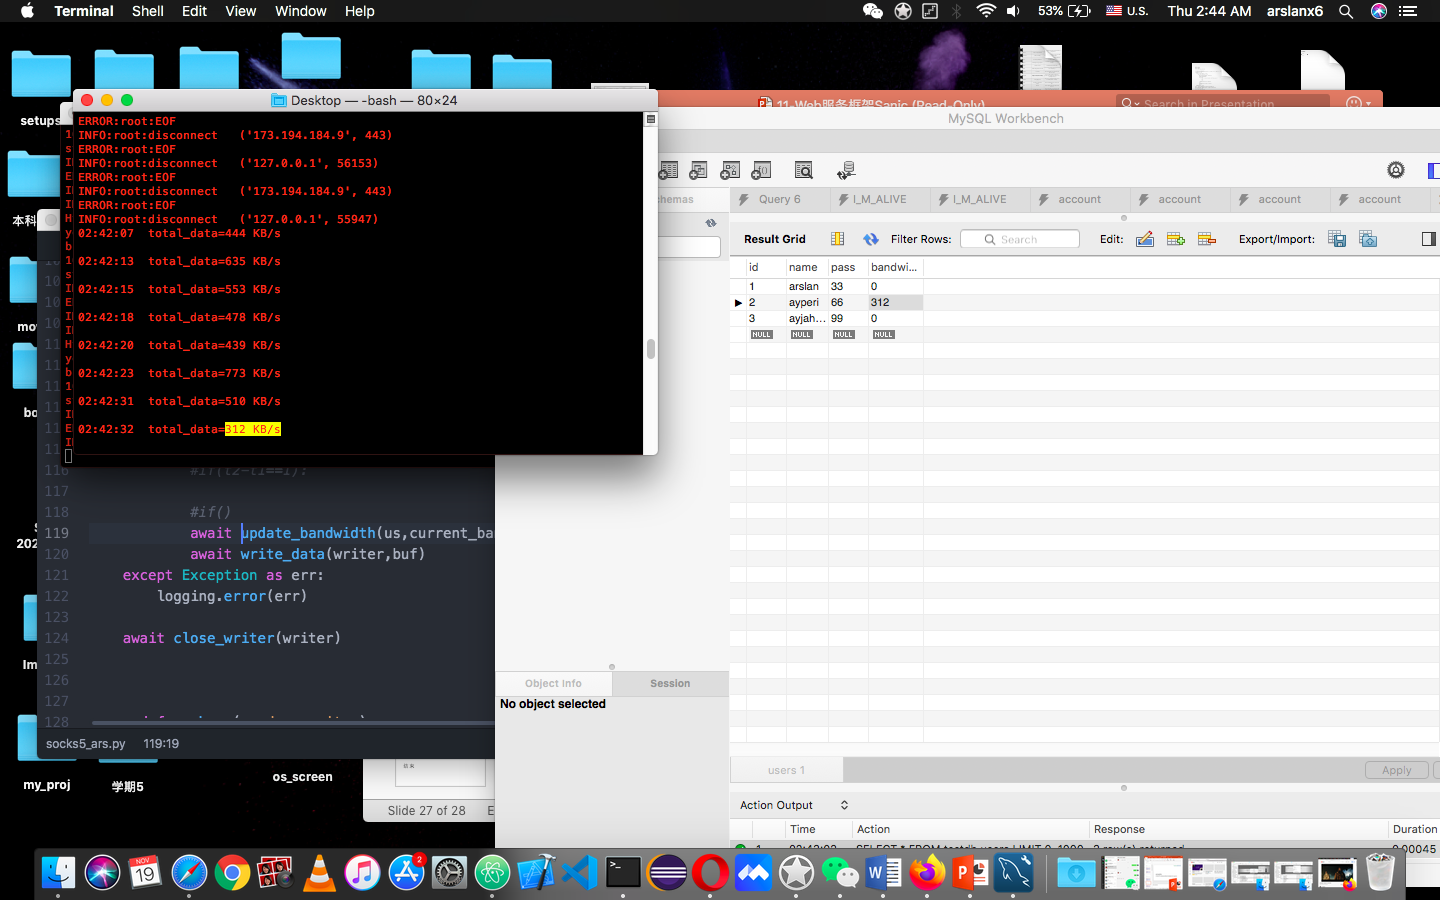 Terminal Shell Edit View Window Help
53% U.S. Thu 2:44 AM arslanx6
setups
本科
mov
bo
202
Im
my_proj
学期5
os_screen
Desktop — -bash — 80×24
ERROR:root:EOF
INFO:root:disconnect ('173.194.184.9', 443)
ERROR:root:EOF
INFO:root:disconnect ('127.0.0.1', 56153)
ERROR:root:EOF
INFO:root:disconnect ('173.194.184.9', 443)
ERROR:root:EOF
INFO:root:disconnect ('127.0.0.1', 55947)
02:42:07 total_data=444 KB/s
02:42:13 total_data=635 KB/s
02:42:15 total_data=553 KB/s
02:42:18 total_data=478 KB/s
02:42:20 total_data=439 KB/s
02:42:23 total_data=773 KB/s
02:42:31 total_data=510 KB/s
02:42:32 total_data=312 KB/s
116 #if(t2-t1==1):
117
118 #if()
119 await update_bandwidth(us,current_ba
120 await write_data(writer,buf)
121 except Exception as err:
122 logging.error(err)
123
124 await close_writer(writer)
125
126
127
128
socks5_ars.py 119:19
结束
Slide 27 of 28 E
11-Web服务框架Sanic (Read-Only)
Search in Presentation
MySQL Workbench
hemas
Query 6 I_M_ALIVE I_M_ALIVE account account account account
Result Grid Filter Rows: Search Edit: Export/Import:
id name pass bandwi...
1 arslan 33 0
2 ayperi 66 312
3 ayjah... 99 0
NULL NULL NULL NULL
Object Info Session
No object selected
users 1 Apply
Action Output
Time Action Response Duration
1 02:43:02 SELECT * FROM testdb.users LIMIT 0, 1000 3 row(s) returned 0.00045
NOV
19
2